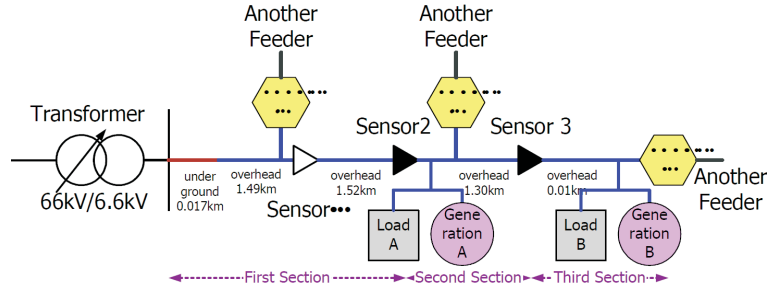 Another
Feeder
Another
Feeder
Transformer
Sensor2
Sensor 3
under
ground
0.017km
overhead
1.49km
overhead
1.52km
overhead
1.30km
overhead
0.01km
Another
Feeder
66kV/6.6kV
Sensor•••
Load
A
Gene
ration
A
Load
B
Gene
ration
B
First Section
Second Section
Third Section